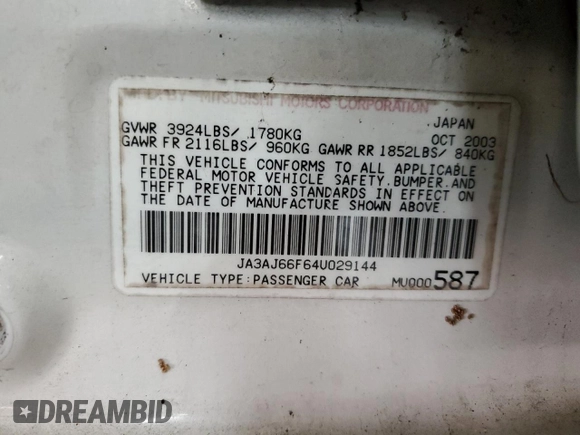 MFD. BY MITSUBISHI MOTORS CORPORATION
JAPAN
GVWR 3924LBS/ 1780KG OCT 2003
GAWR FR 2116LBS/ 960KG GAWR RR 1852LBS/ 840KG
THIS VEHICLE CONFORMS TO ALL APPLICABLE
FEDERAL MOTOR VEHICLE SAFETY, BUMPER, AND
THEFT PREVENTION STANDARDS IN EFFECT ON
THE DATE OF MANUFACTURE SHOWN ABOVE.
JA3AJ66F64U029144
VEHICLE TYPE:PASSENGER CAR MU000587
DREAMBID